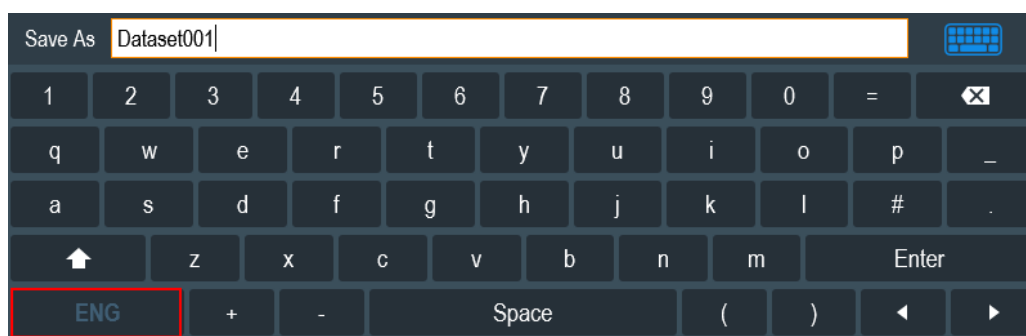 Save As Dataset001
1 2 3 4 5 6 7 8 9 0 =
q w e r t y u i o p _
a s d f g h j k l # .
z x c v b n m Enter
ENG + - Space ( )